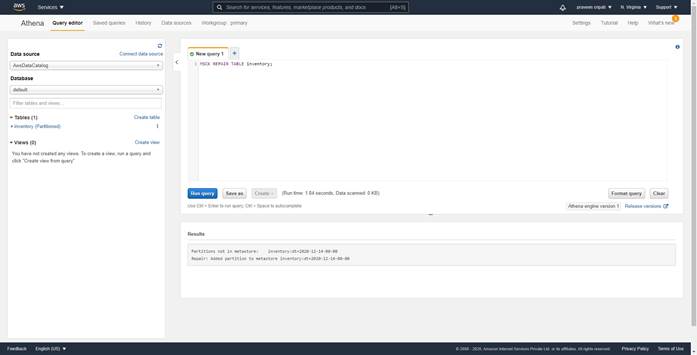 aws Services Search for services, features, marketplace products, and docs [Alt+S] praveen sripati N. Virginia Support
Athena Query editor Saved queries History Data sources Workgroup : primary Settings Tutorial Help What's new
Data source Connect data source
AwsDataCatalog
Database
default
Filter tables and views...
Tables (1) Create table
inventory (Partitioned)
Views (0) Create view
You have not created any views. To create a view, run a query and
click "Create view from query"
New query 1 +
1 MSCK REPAIR TABLE inventory;
Run query Save as Create (Run time: 1.84 seconds, Data scanned: 0 KB) Format query Clear
Use Ctrl + Enter to run query, Ctrl + Space to autocomplete Athena engine version 1 Release versions
Results
Partitions not in metastore: inventory:dt=2020-12-14-00-00
Repair: Added partition to metastore inventory:dt=2020-12-14-00-00
Feedback English (US) © 2008 - 2020, Amazon Internet Services Private Ltd. or its affiliates. All rights reserved. Privacy Policy Terms of Use